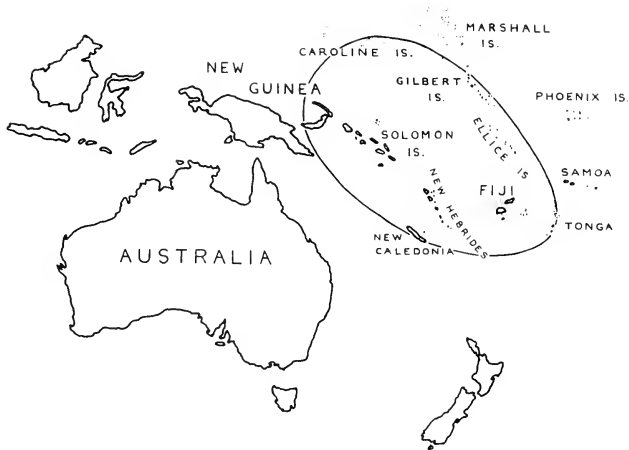 MARSHALL
IS.
CAROLINE IS.
NEW
GUINEA
GILBERT
IS.
PHOENIX IS.
SOLOMON
IS.
ELLICE IS
SAMOA
FIJI
NEW HEBRIDES
TONGA
NEW
CALEDONIA
AUSTRALIA